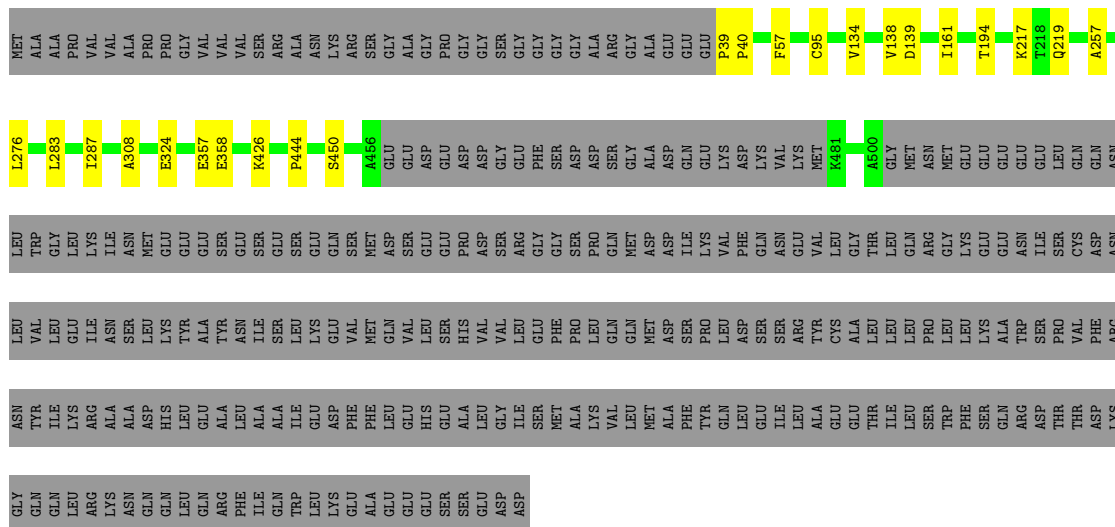 MET ALA ALA PRO VAL VAL ALA PRO PRO GLY VAL VAL VAL SER ARG ALA ASN LYS ARG SER GLY ALA GLY PRO GLY GLY SER GLY GLY GLY GLY ALA ARG GLY ALA GLU GLU GLU P39 P40 F57 C95 V134 V138 D139 I161 T194 K217 T218 Q219 A257
L276 L283 I287 A308 E324 E357 E358 K426 P444 S450 A456 GLU GLU ASP GLU ASP ASP GLY GLU PHE SER ASP ASP SER GLY ALA ASP GLN GLU LYS ASP LYS VAL LYS MET K481 A500 GLY MET ASN MET GLU GLU GLU GLU GLU LEU GLN GLN ASN
LEU TRP GLY LEU LYS ILE ASN MET GLU GLU GLU SER GLU SER GLU SER GLU GLN SER MET ASP SER GLU GLU PRO ASP SER ARG GLY GLY SER PRO GLN MET ASP ASP ILE LYS VAL PHE GLN ASN GLU VAL LEU GLY THR LEU GLN ARG GLY LYS GLU GLU ASN ILE SER CYS ASP ASN
LEU VAL LEU GLU ILE ASN SER LEU LYS TYR ALA TYR ASN ILE SER LEU LYS GLU VAL MET GLN VAL LEU SER HIS VAL VAL LEU GLU PHE PRO LEU GLN GLN MET ASP SER PRO LEU ASP SER SER ARG TYR CYS ALA LEU LEU LEU PRO LEU LEU LYS ALA TRP SER PRO VAL PHE ARG
ASN TYR ILE LYS ARG ALA ALA ASP HIS LEU GLU ALA LEU ALA ALA ILE GLU ASP PHE PHE LEU GLU HIS GLU ALA LEU GLY ILE SER MET ALA LYS VAL LEU MET ALA PHE TYR GLN LEU GLU ILE LEU ALA GLU GLU THR ILE LEU SER TRP PHE SER GLN ARG ASP THR THR ASP LYS
GLY GLN GLN LEU ARG LYS ASN GLN GLN LEU GLN ARG PHE ILE GLN TRP LEU LYS GLU ALA GLU GLU GLU SER SER GLU ASP ASP